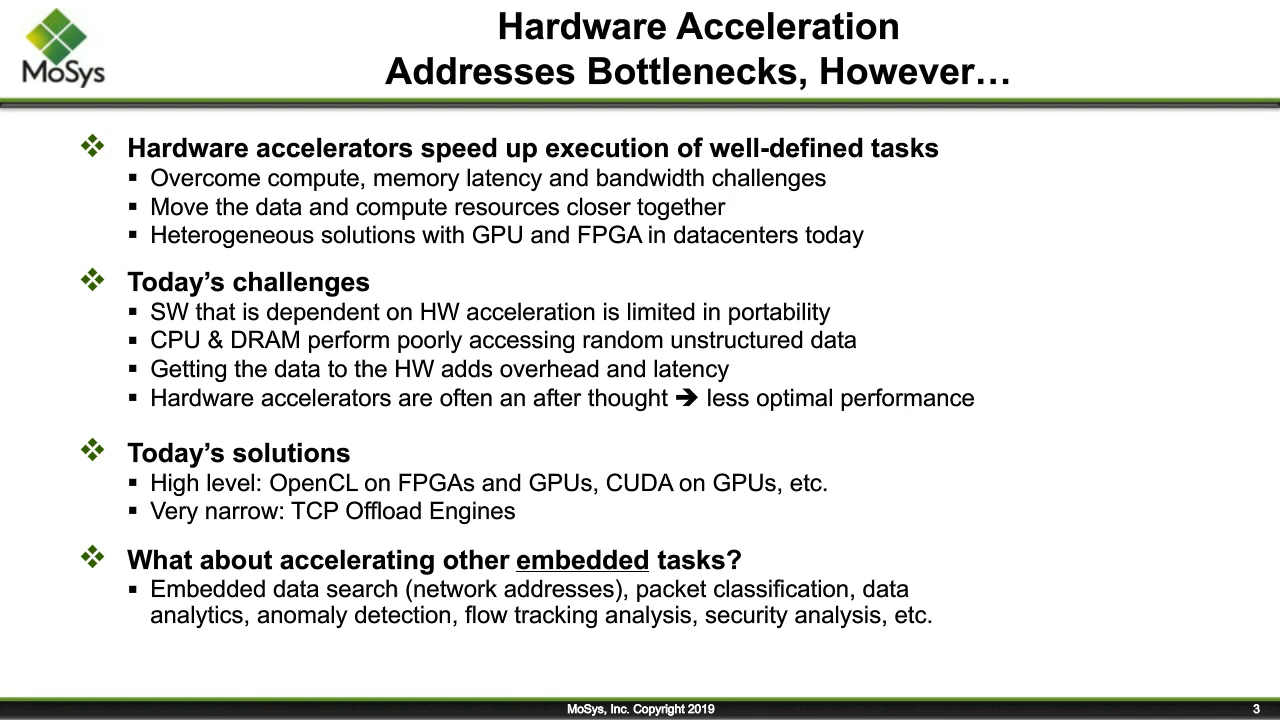 MoSys
Hardware Acceleration
Addresses Bottlenecks, However…
❖ Hardware accelerators speed up execution of well-defined tasks
▪ Overcome compute, memory latency and bandwidth challenges
▪ Move the data and compute resources closer together
▪ Heterogeneous solutions with GPU and FPGA in datacenters today
❖ Today’s challenges
▪ SW that is dependent on HW acceleration is limited in portability
▪ CPU & DRAM perform poorly accessing random unstructured data
▪ Getting the data to the HW adds overhead and latency
▪ Hardware accelerators are often an after thought ➔ less optimal performance
❖ Today’s solutions
▪ High level: OpenCL on FPGAs and GPUs, CUDA on GPUs, etc.
▪ Very narrow: TCP Offload Engines
❖ What about accelerating other embedded tasks?
▪ Embedded data search (network addresses), packet classification, data
analytics, anomaly detection, flow tracking analysis, security analysis, etc.
MoSys, Inc. Copyright 2019
3